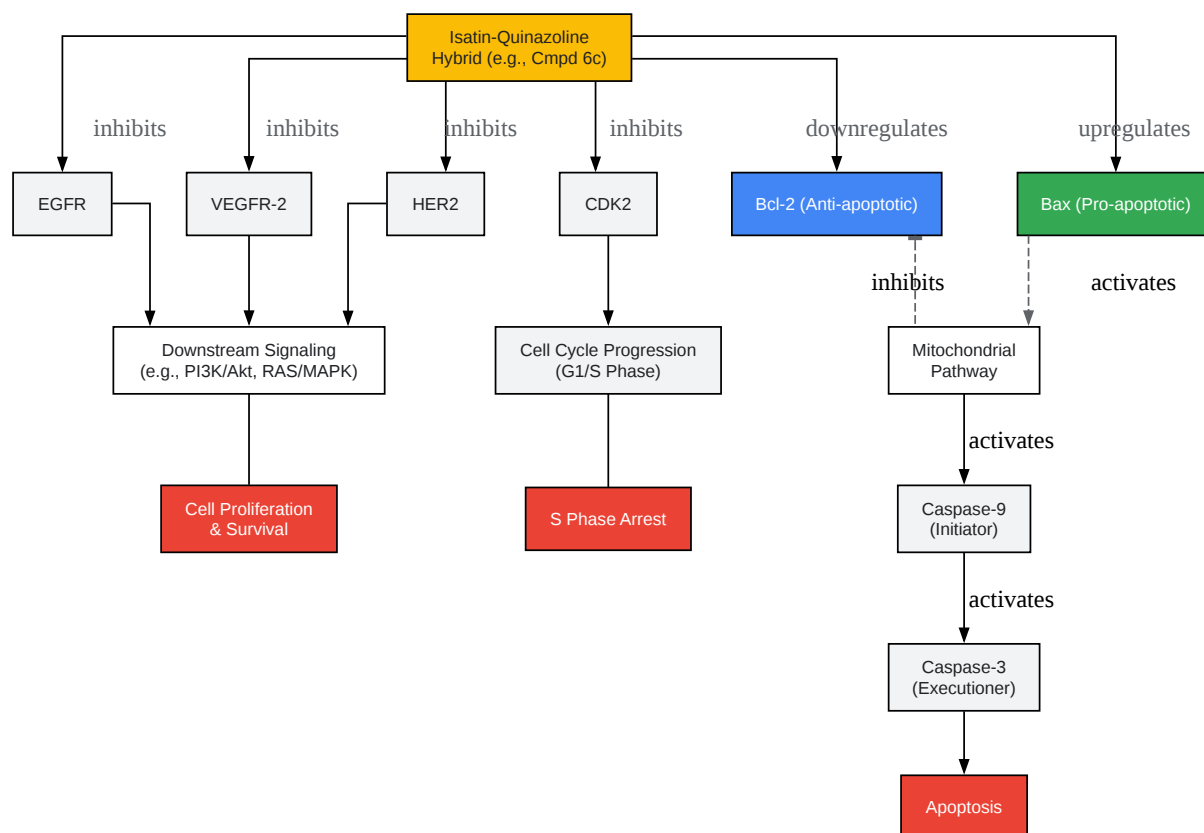 Isatin-Quinazoline
Hybrid (e.g., Cmpd 6c)
inhibits
inhibits
inhibits
inhibits
downregulates
upregulates
EGFR
VEGFR-2
HER2
CDK2
Bcl-2 (Anti-apoptotic)
Bax (Pro-apoptotic)
inhibits
activates
Downstream Signaling
(e.g., PI3K/Akt, RAS/MAPK)
Cell Cycle Progression
(G1/S Phase)
Mitochondrial
Pathway
activates
Cell Proliferation
& Survival
S Phase Arrest
Caspase-9
(Initiator)
activates
Caspase-3
(Executioner)
Apoptosis